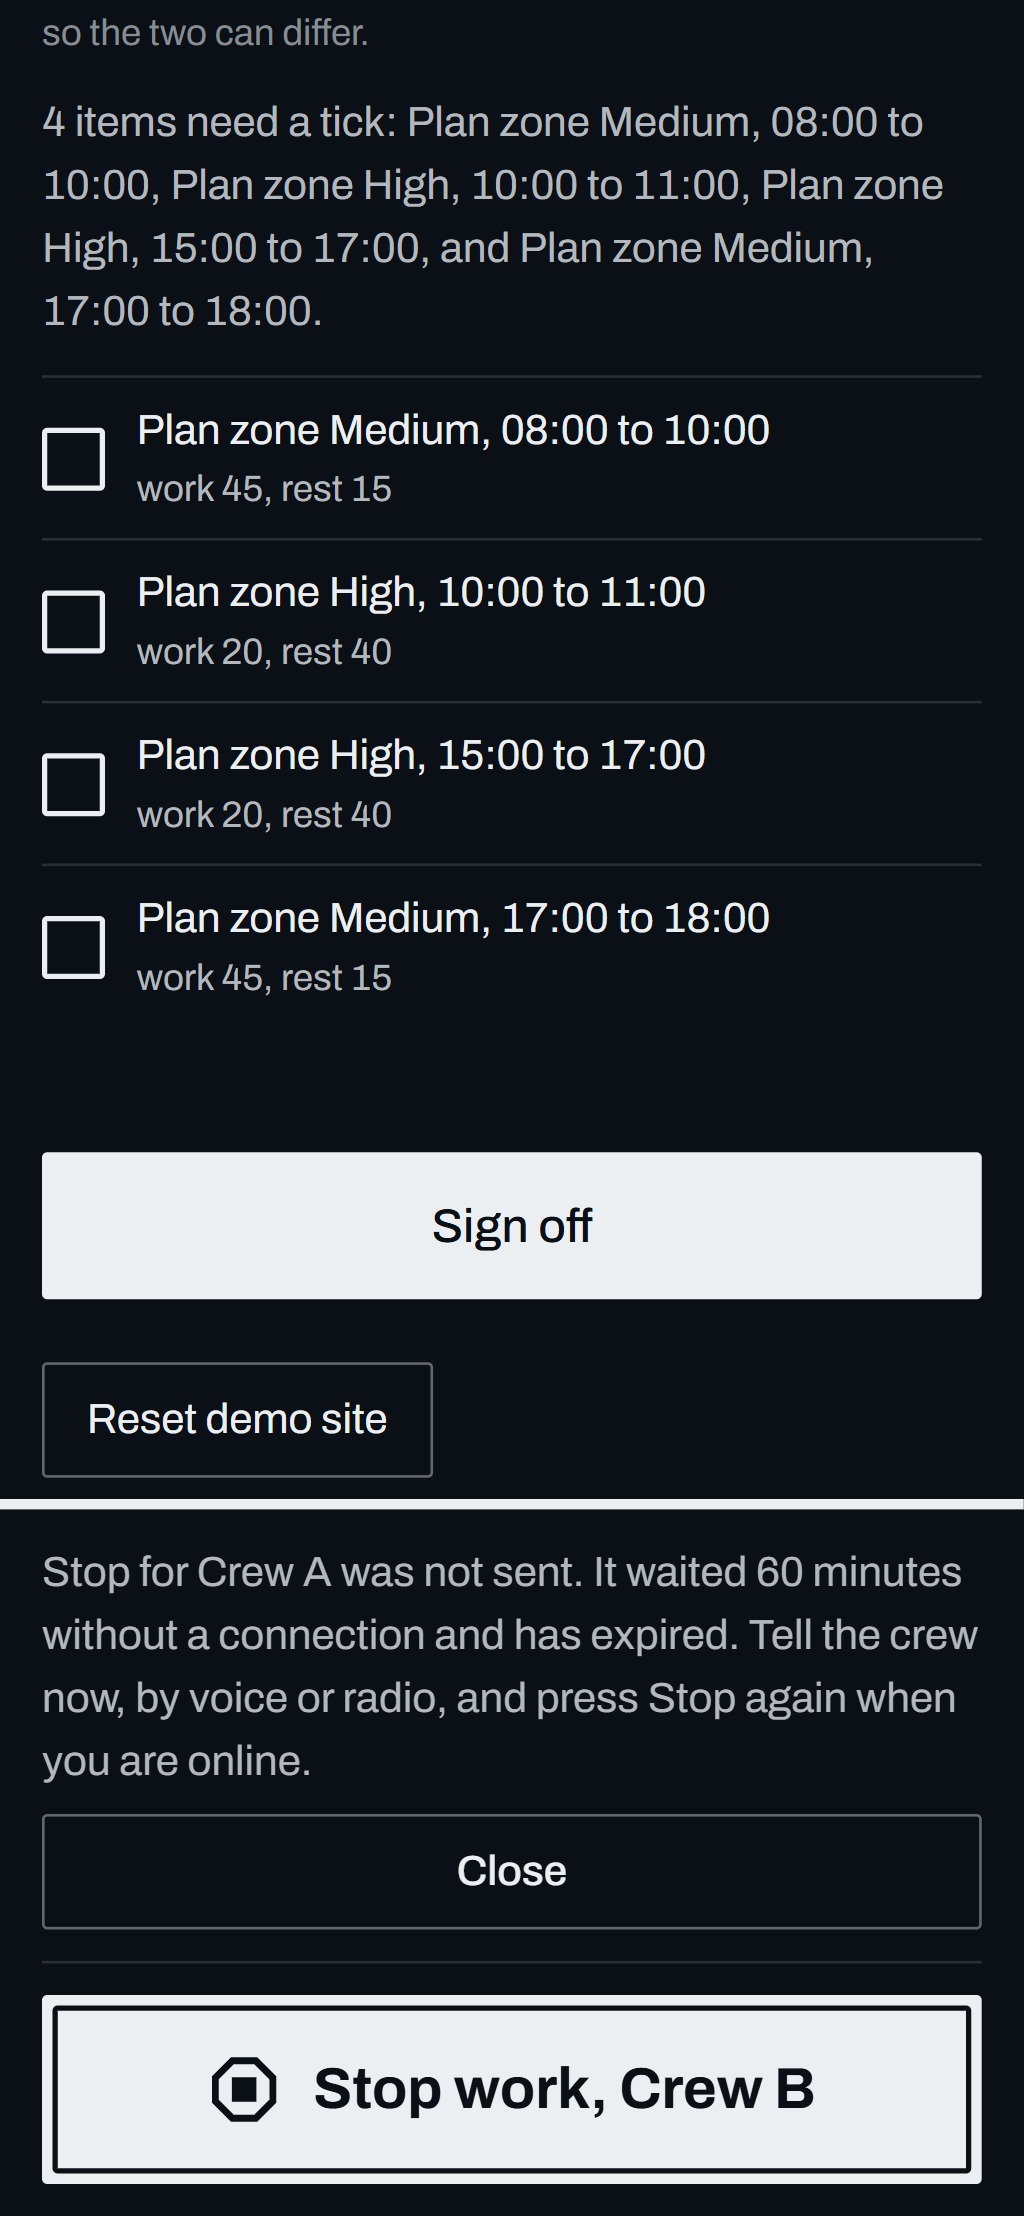 so the two can differ.
4 items need a tick: Plan zone Medium, 08:00 to
10:00, Plan zone High, 10:00 to 11:00, Plan zone
High, 15:00 to 17:00, and Plan zone Medium,
17:00 to 18:00.
Plan zone Medium, 08:00 to 10:00
work 45, rest 15
Plan zone High, 10:00 to 11:00
work 20, rest 40
Plan zone High, 15:00 to 17:00
work 20, rest 40
Plan zone Medium, 17:00 to 18:00
work 45, rest 15
Sign off
Reset demo site
Stop for Crew A was not sent. It waited 60 minutes
without a connection and has expired. Tell the crew
now, by voice or radio, and press Stop again when
you are online.
Close
Stop work, Crew B